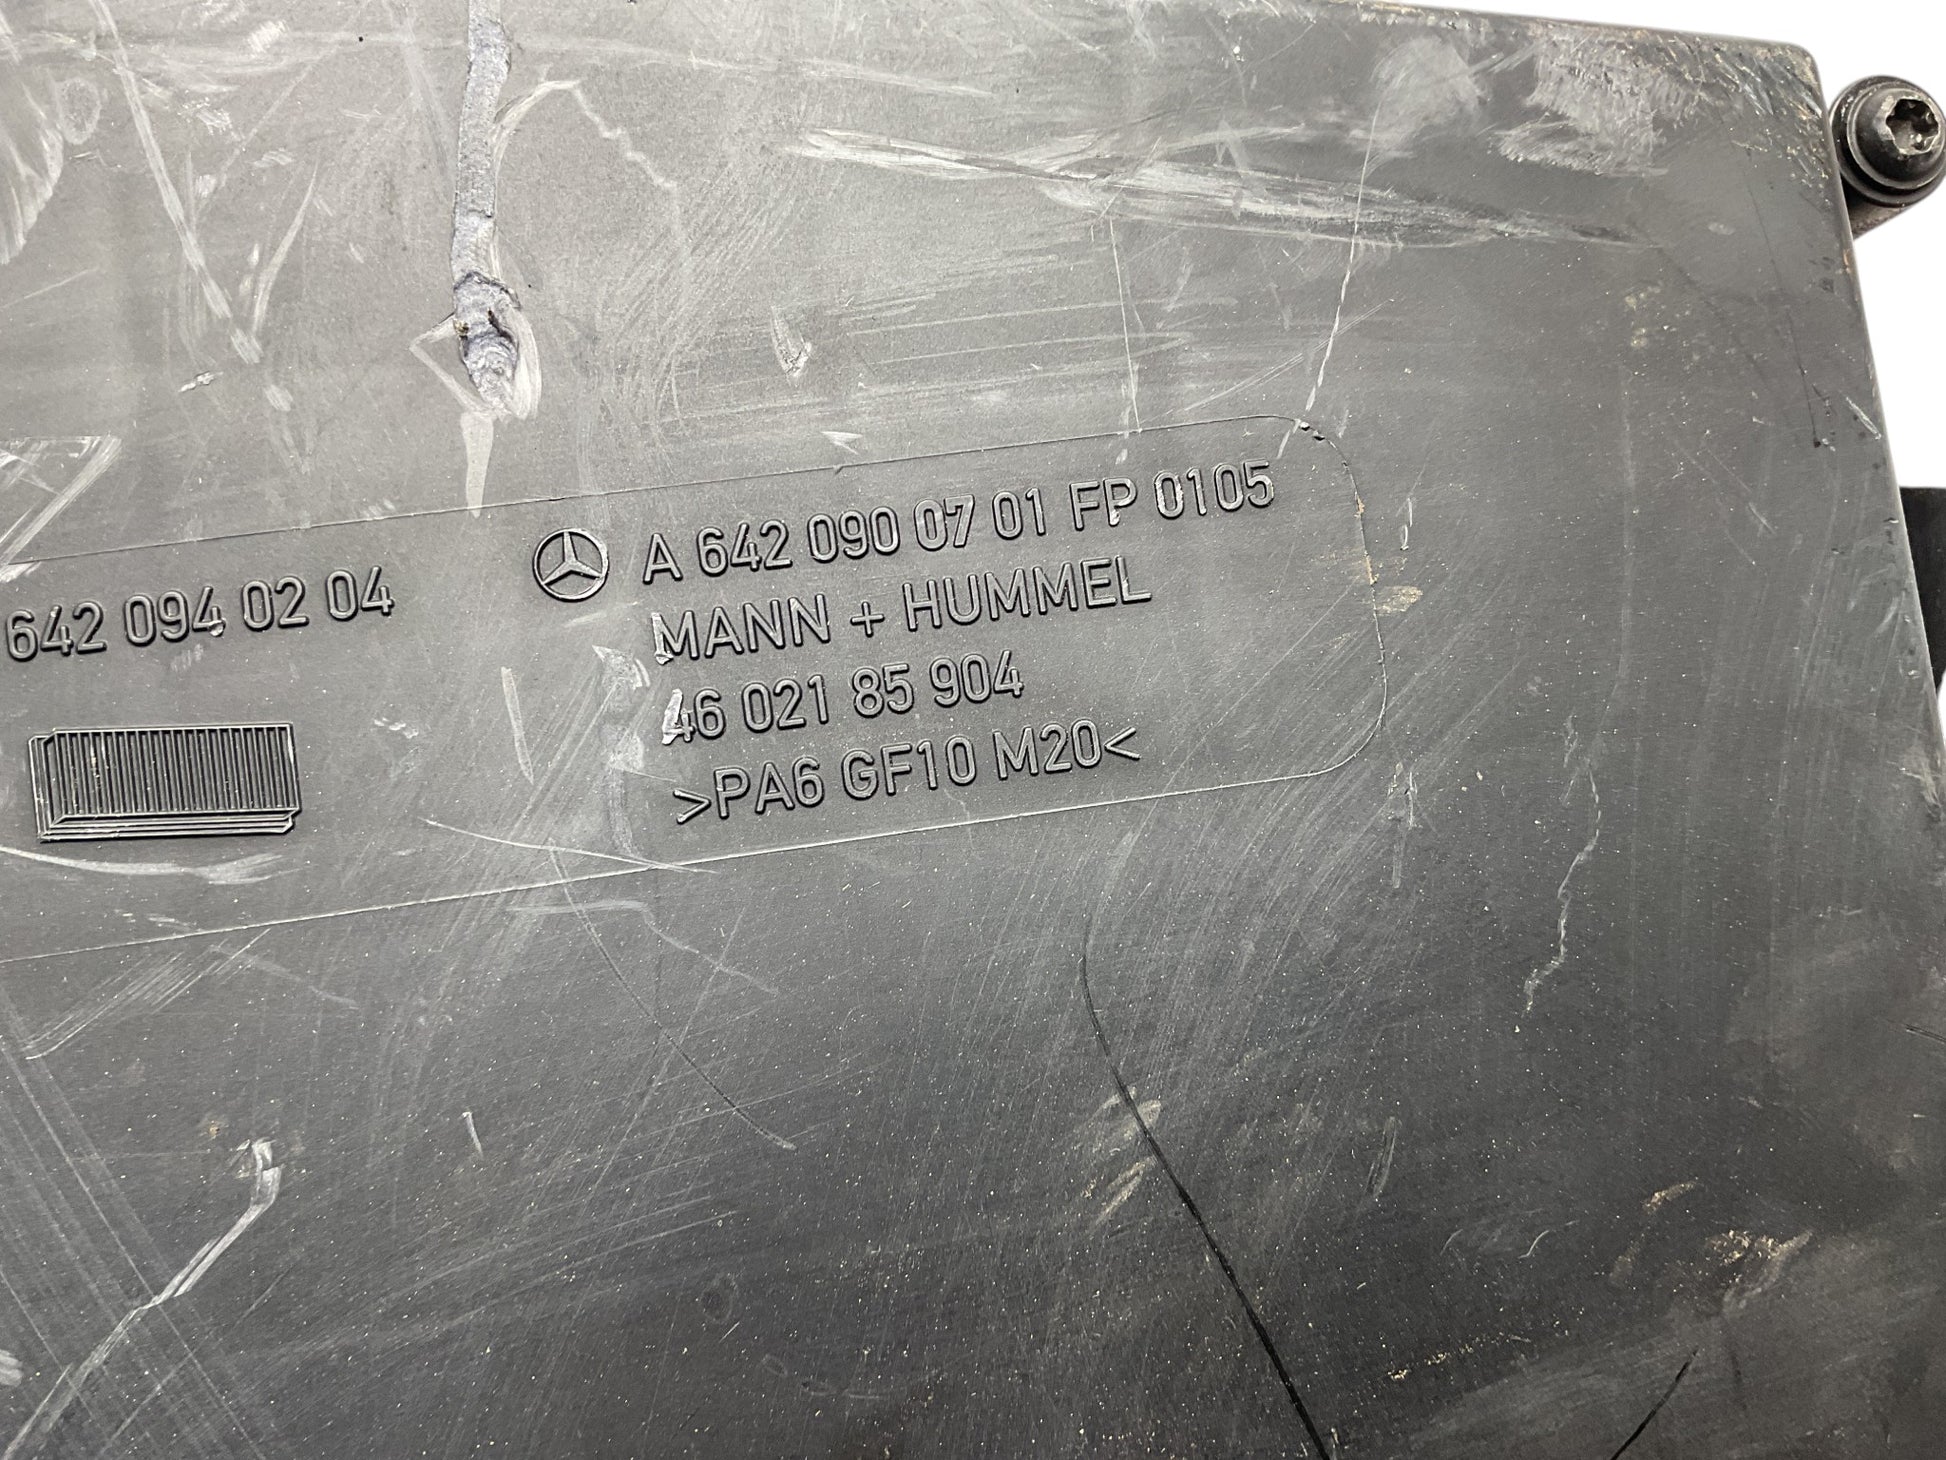 642 094 02 04
A 642 090 07 01 FP 0105
MANN + HUMMEL
46 021 85 904
>PA6 GF10 M20<